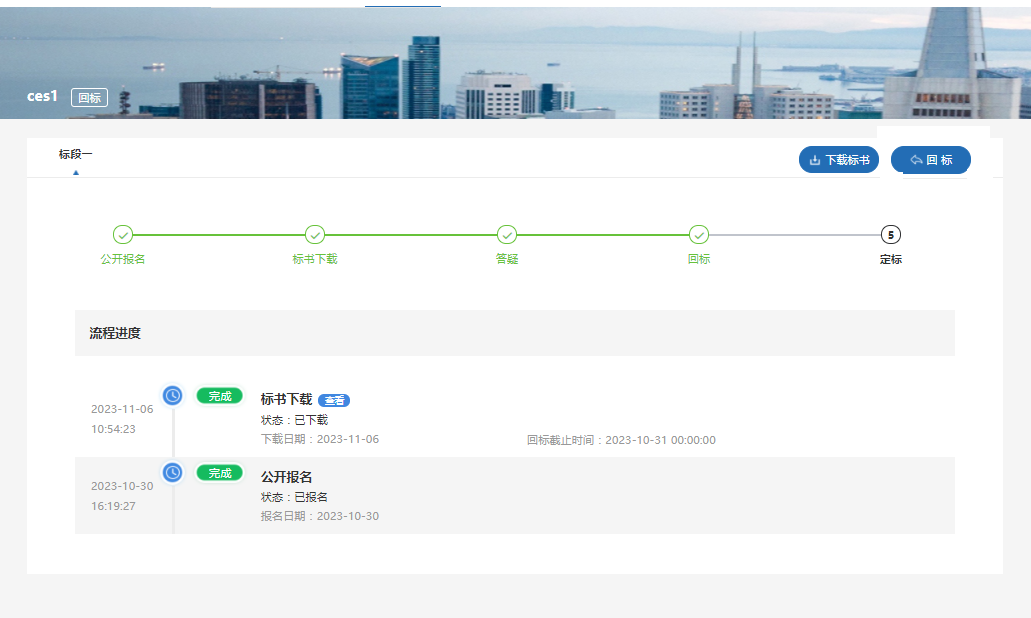 ces1 回标
标段一
下载标书
回 标
公开报名
标书下载
答疑
回标
5
定标
流程进度
2023-11-06
10:54:23
完成
标书下载 查看
状态：已下载
下载日期：2023-11-06
回标截止时间：2023-10-31 00:00:00
2023-10-30
16:19:27
完成
公开报名
状态：已报名
报名日期：2023-10-30